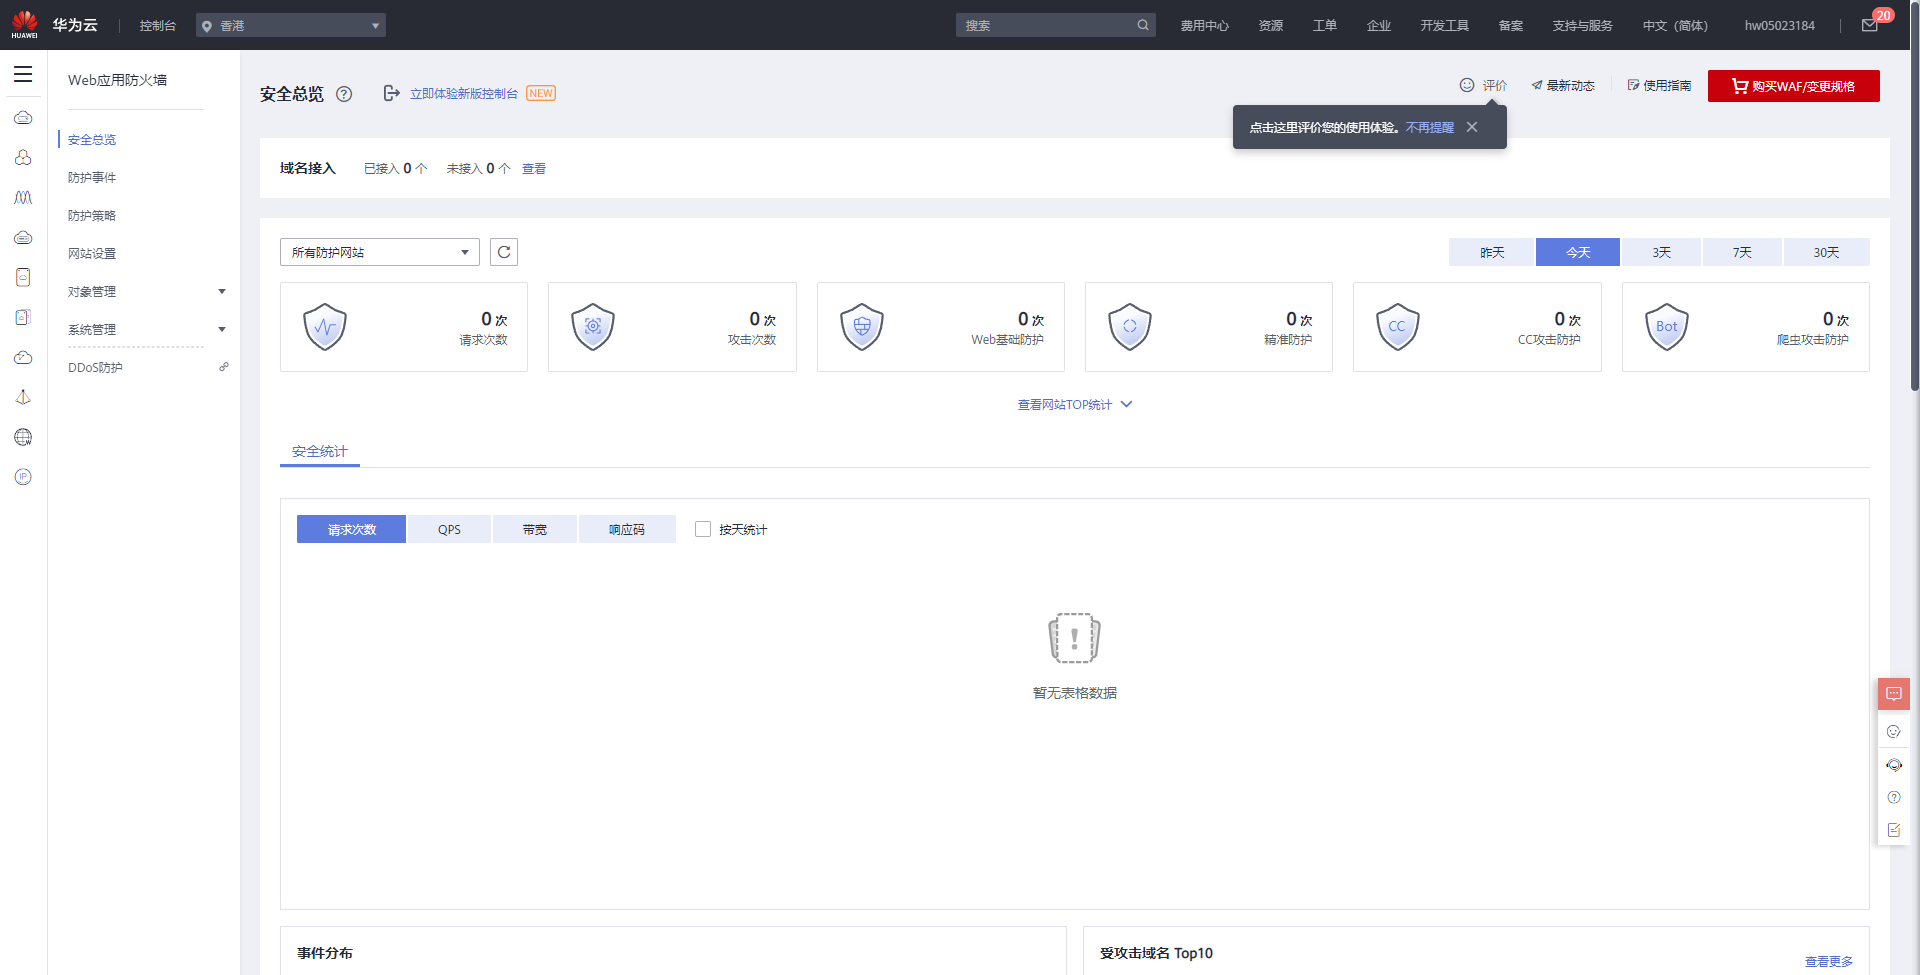 HUAWEI
华为云
控制台
香港
搜索
费用中心
资源
工单
企业
开发工具
备案
支持与服务
中文（简体）
hw05023184
20
Web应用防火墙
安全总览
防护事件
防护策略
网站设置
对象管理
系统管理
DDoS防护
IP
安全总览
立即体验新版控制台
NEW
评价
最新动态
使用指南
购买WAF/变更规格
点击这里评价您的使用体验。不再提醒
域名接入
已接入 0 个
未接入 0 个
查看
所有防护网站
昨天
今天
3天
7天
30天
0 次
请求次数
0 次
攻击次数
0 次
Web基础防护
0 次
精准防护
CC
0 次
CC攻击防护
Bot
0 次
爬虫攻击防护
查看网站TOP统计
安全统计
请求次数
QPS
带宽
响应码
按天统计
暂无表格数据
事件分布
受攻击域名 Top10
查看更多